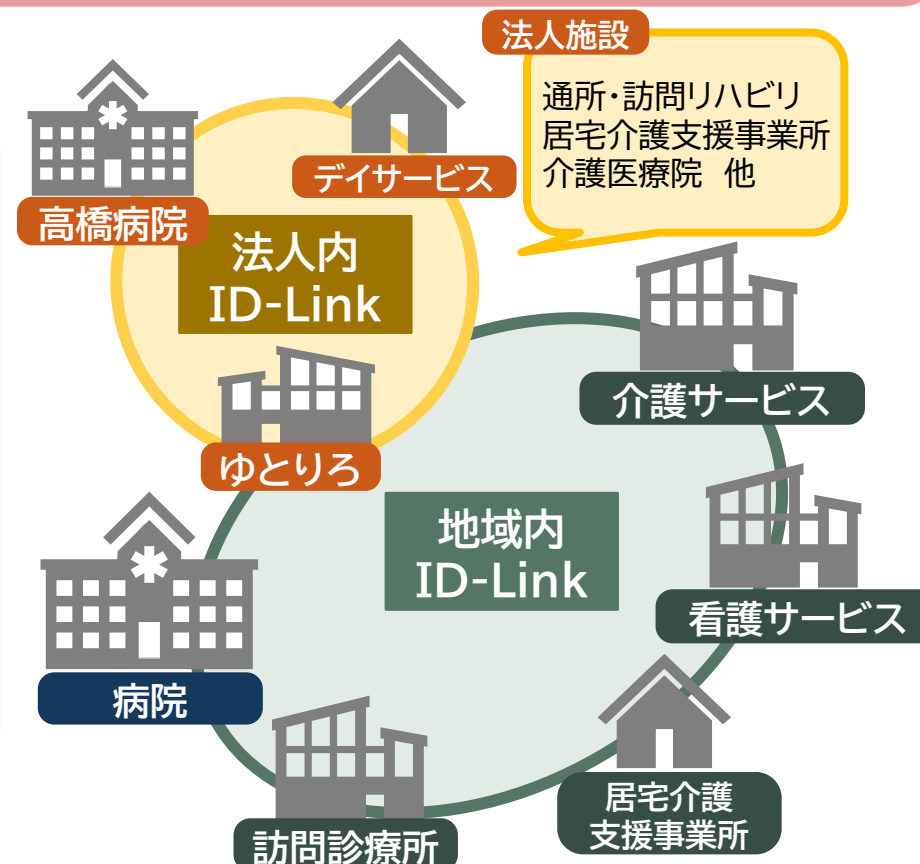 法人施設
通所・訪問リハビリ
居宅介護支援事業所
介護医療院 他
デイサービス
高橋病院
法人内
ID-Link
ゆとりろ
介護サービス
地域内
ID-Link
看護サービス
病院
居宅介護
支援事業所
訪問診療所